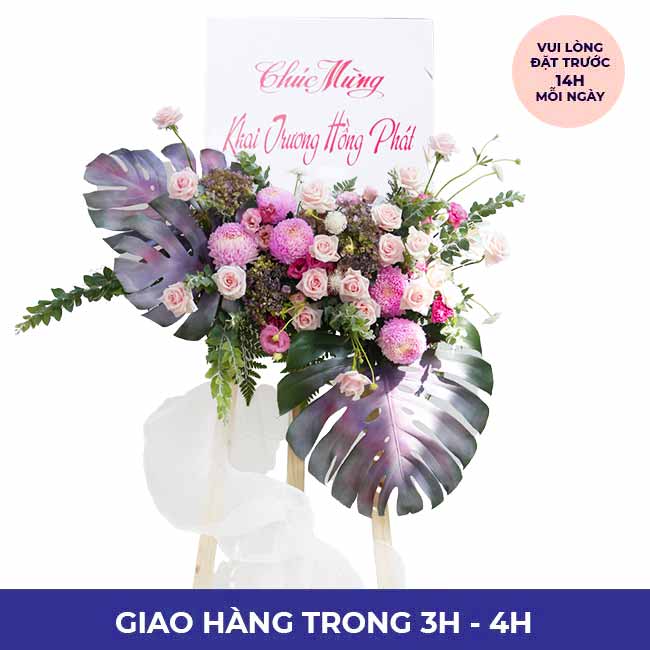 VUI LÒNG
ĐẶT TRƯỚC
14H
MỖI NGÀY
Chúc Mừng
Khai Trương Hồng Phát
GIAO HÀNG TRONG 3H - 4H